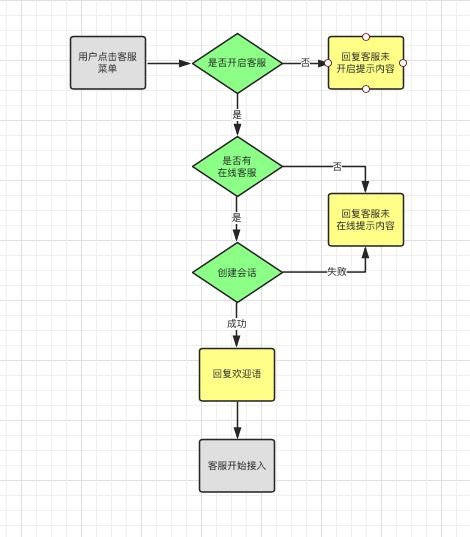 用户点击客服
菜单
是否开启客服
否
回复客服未
开启提示内容
是
是否有
在线客服
否
回复客服未
在线提示内容
是
创建会话
失败
成功
回复欢迎语
客服开始接入